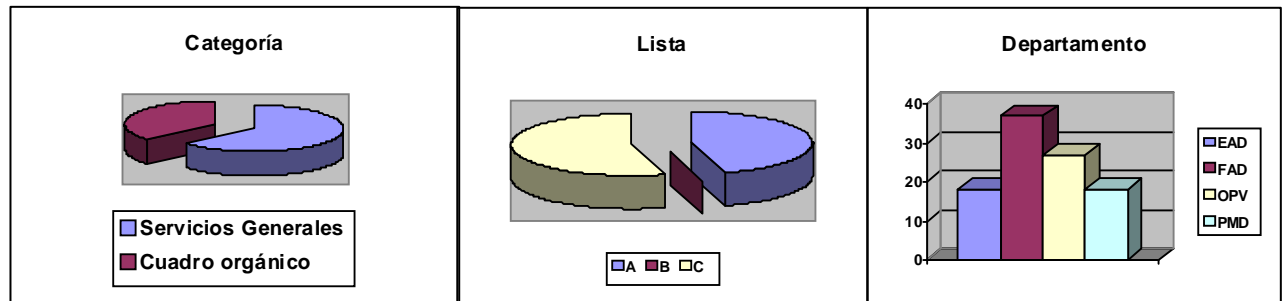 Categoría
Servicios Generales
Cuadro orgánico
Lista
A B C
Departamento
40
30
20
10
0
EAD
FAD
OPV
PMD